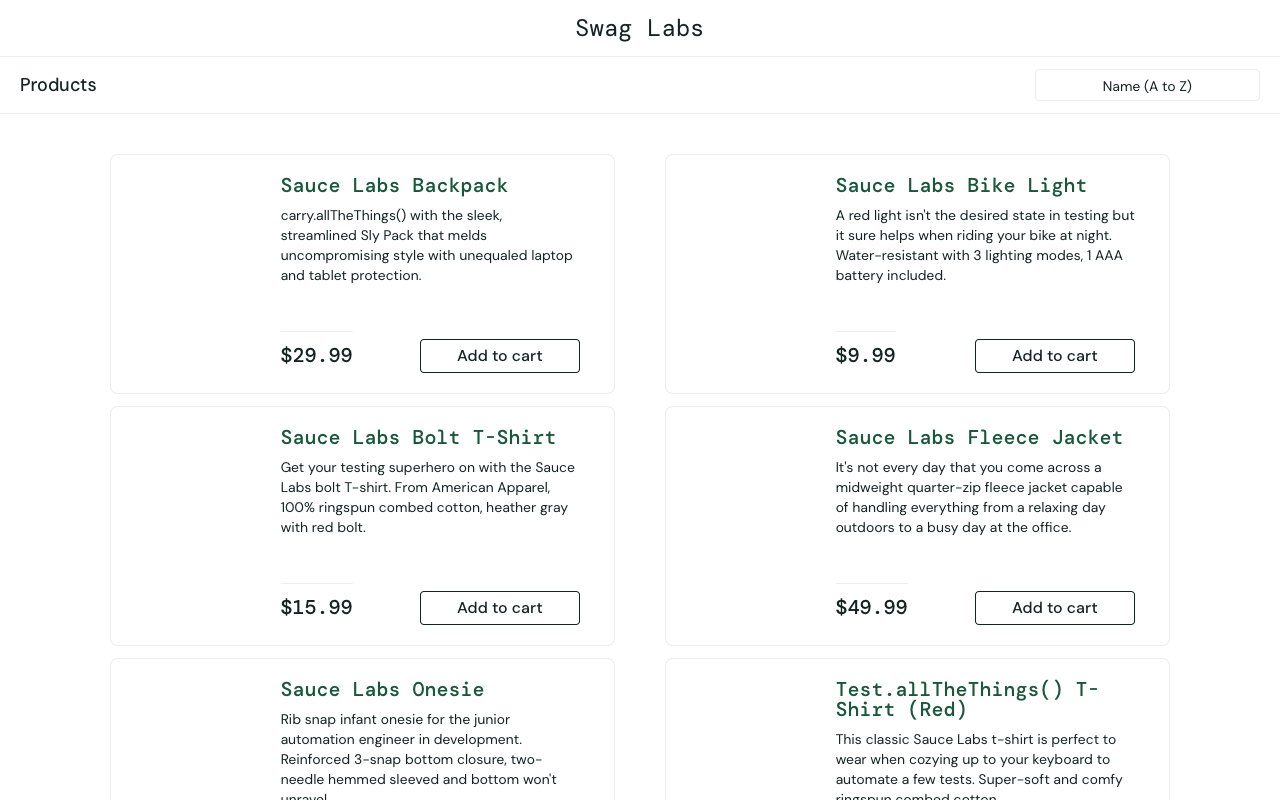 Swag Labs
Products
Name (A to Z)
Sauce Labs Backpack
carry.allTheThings() with the sleek,
streamlined Sly Pack that melds
uncompromising style with unequaled laptop
and tablet protection.
$29.99
Add to cart
Sauce Labs Bike Light
A red light isn't the desired state in testing but
it sure helps when riding your bike at night.
Water-resistant with 3 lighting modes, 1 AAA
battery included.
$9.99
Add to cart
Sauce Labs Bolt T-Shirt
Get your testing superhero on with the Sauce
Labs bolt T-shirt. From American Apparel,
100% ringspun combed cotton, heather gray
with red bolt.
$15.99
Add to cart
Sauce Labs Fleece Jacket
It's not every day that you come across a
midweight quarter-zip fleece jacket capable
of handling everything from a relaxing day
outdoors to a busy day at the office.
$49.99
Add to cart
Sauce Labs Onesie
Rib snap infant onesie for the junior
automation engineer in development.
Reinforced 3-snap bottom closure, two-
needle hemmed sleeved and bottom won't
unravel.
Test.allTheThings() T-
Shirt (Red)
This classic Sauce Labs t-shirt is perfect to
wear when cozying up to your keyboard to
automate a few tests. Super-soft and comfy
ringspun combed cotton.